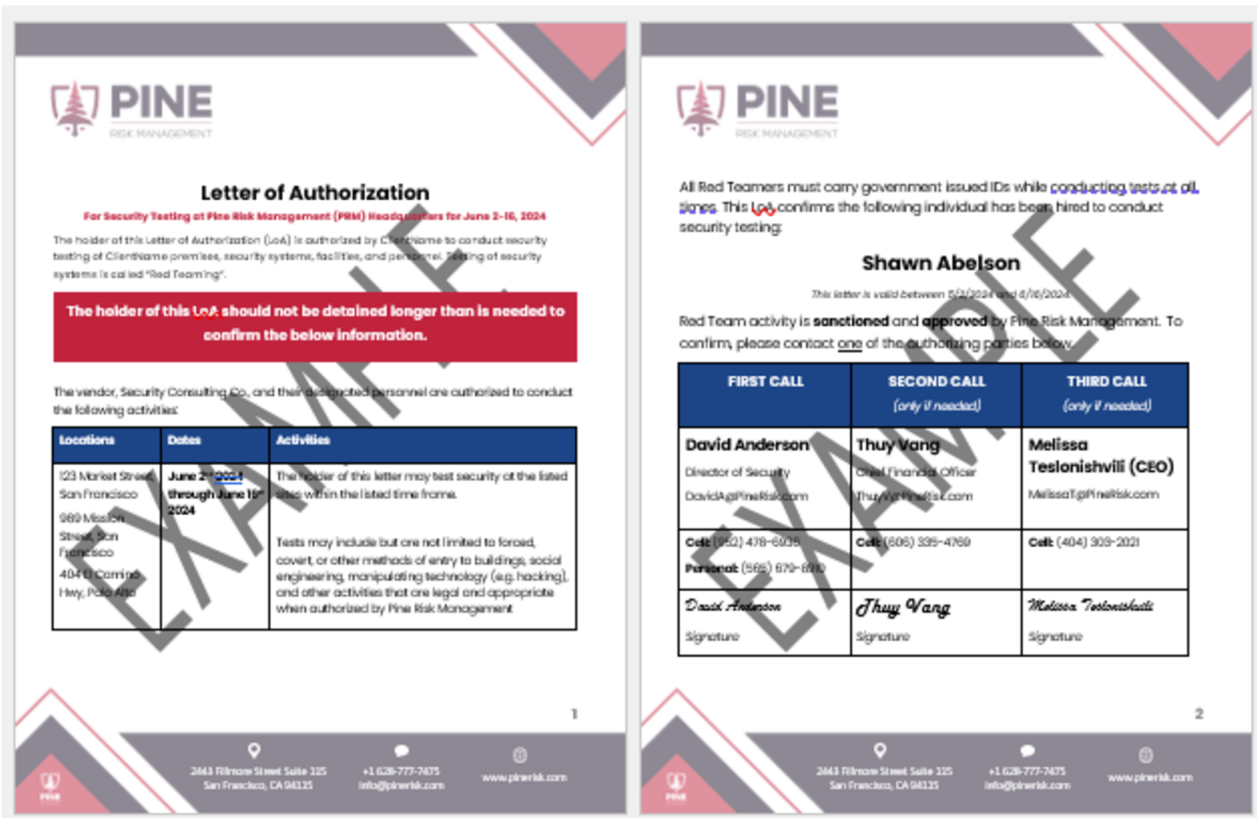 PINE
RISK MANAGEMENT
Letter of Authorization
For Security Testing at Pine Risk Management (PRM) Headquarters for June 2-16, 2024
The holder of this Letter of Authorization (LoA) is authorized by ClientName to conduct security
testing of ClientName premises, security systems, facilities, and personnel. Testing of security
systems is called "Red Teaming".
The holder of this LoA should not be detained longer than is needed to
confirm the below information.
The vendor, Security Consulting Co., and their designated personnel are authorized to conduct
the following activities:
Locations Dates Activities
123 Market Street,
San Francisco
969 Mission
Street, San
Francisco
404 El Camino
Hwy, Palo Alto
June 2nd 2024
through June 16th
2024
The holder of this letter may test security at the listed
sites within the listed time frame.
Tests may include but are not limited to forced,
covert, or other methods of entry to buildings, social
engineering, manipulating technology (e.g. hacking),
and other activities that are legal and appropriate
when authorized by Pine Risk Management
1
PINE
2443 Fillmore Street Suite 335
San Francisco, CA 94115
+1 628-777-7475
info@pinerisk.com
www.pinerisk.com
PINE
RISK MANAGEMENT
All Red Teamers must carry government issued IDs while conducting tests at all
times. This LoA confirms the following individual has been hired to conduct
security testing:
Shawn Abelson
This letter is valid between and 6/16/2024
Red Team activity is sanctioned and approved by Pine Risk Management. To
confirm, please contact one of the authorizing parties below.
FIRST CALL SECOND CALL THIRD CALL
(only if needed) (only if needed)
David Anderson
Director of Security
DavidA@PineRisk.com
Thuy Vang
Chief Financial Officer
ThuyV@PineRisk.com
Melissa
Teslonishvili (CEO)
MelissaT@PineRisk.com
Cell: (952) 478-
Personal: (565) 679-
Cell: (606) 335-4769
Cell: (404) 303-2021
David Anderson
Signature
Thuy Vang
Signature
Melissa Teslonishvili
Signature
2
PINE
2443 Fillmore Street Suite 335
San Francisco, CA 94115
+1 628-777-7475
info@pinerisk.com
www.pinerisk.com
EXAMPLE
EXAMPLE